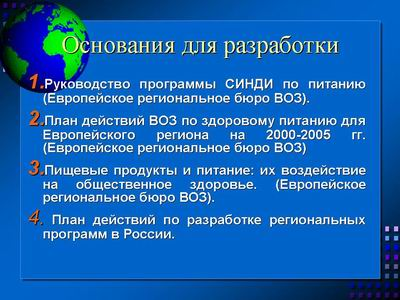 Основания для разработки
1.Руководство программы СИНДИ по питанию
(Европейское региональное бюро ВОЗ).
2.План действий ВОЗ по здоровому питанию для
Европейского региона на 2000-2005 гг.
(Европейское региональное бюро ВОЗ)
3.Пищевые продукты и питание: их воздействие
на общественное здоровье. (Европейское
региональное бюро ВОЗ).
4. План действий по разработке региональных
программ в России.